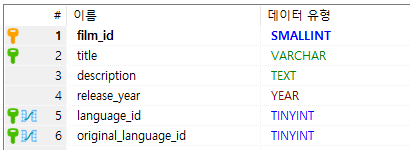 # 이름 데이터 유형
1 film_id SMALLINT
2 title VARCHAR
3 description TEXT
4 release_year YEAR
5 language_id TINYINT
6 original_language_id TINYINT